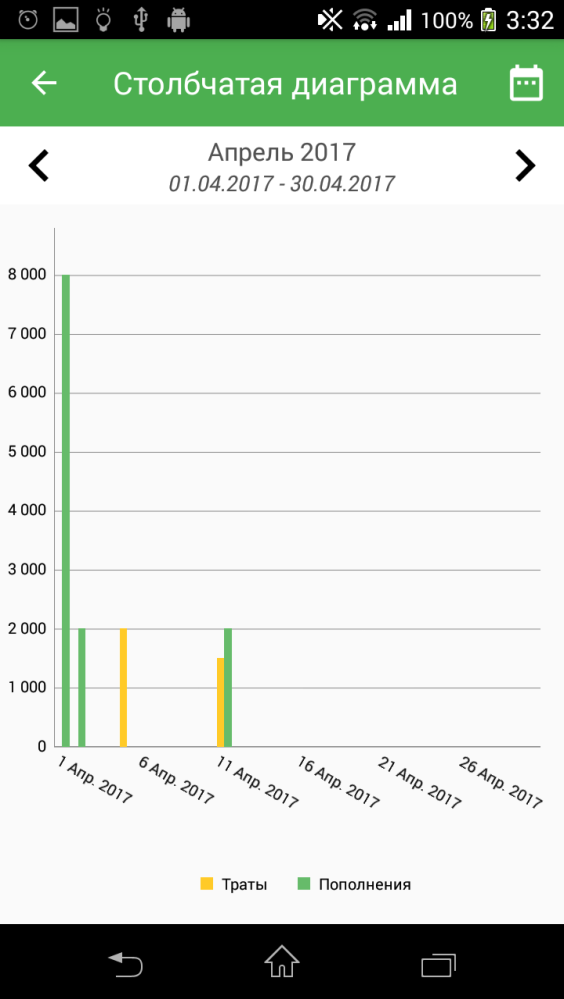 100% 3:32
Столбчатая диаграмма
Апрель 2017
01.04.2017 - 30.04.2017
8 000
7 000
6 000
5 000
4 000
3 000
2 000
1 000
0
1 Апр. 2017
6 Апр. 2017
11 Апр. 2017
16 Апр. 2017
21 Апр. 2017
26 Апр. 2017
Траты
Пополнения